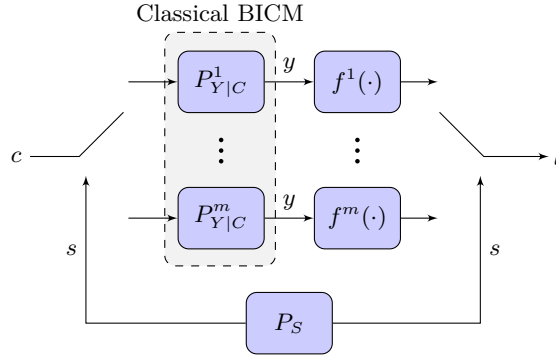 Classical BICM
P^1_{Y|C} y f^1(·)
c
⋮ ⋮
P^m_{Y|C} y f^m(·)
s s
P_S